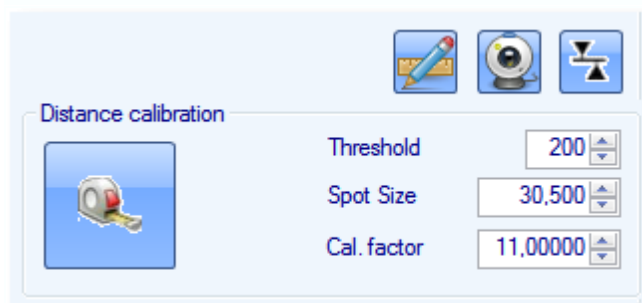 Distance calibration
Threshold 200
Spot Size 30,500
Cal. factor 11,00000